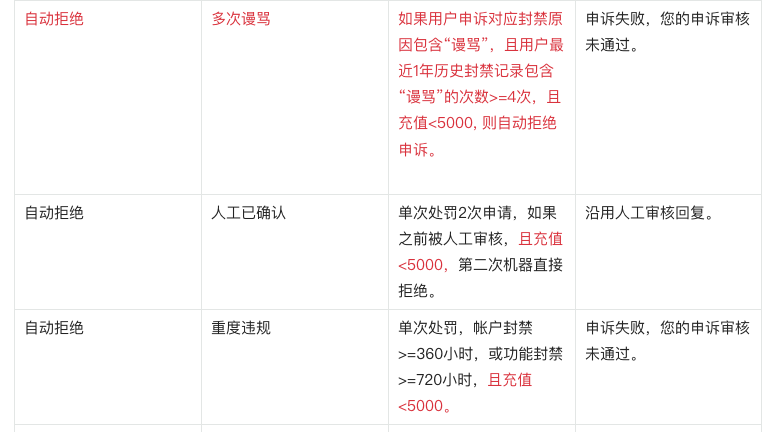 自动拒绝
多次谩骂
如果用户申诉对应封禁原
因包含“谩骂”，且用户最
近1年历史封禁记录包含
“谩骂”的次数>=4次，且
充值<5000, 则自动拒绝
申诉。
申诉失败，您的申诉审核
未通过。
自动拒绝
人工已确认
单次处罚2次申请，如果
之前被人工审核，且充值
<5000，第二次机器直接
拒绝。
沿用人工审核回复。
自动拒绝
重度违规
单次处罚，帐户封禁
>=360小时，或功能封禁
>=720小时，且充值
<5000。
申诉失败，您的申诉审核
未通过。